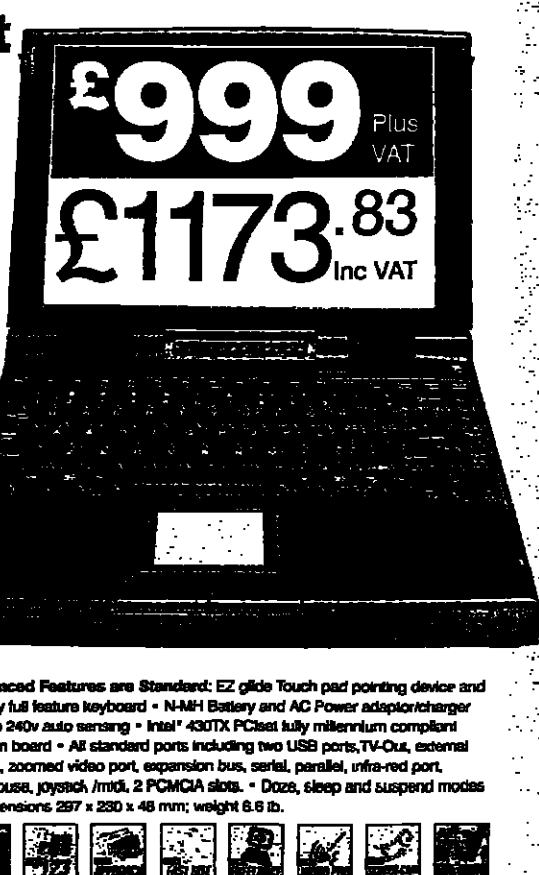 t
£999 Plus VAT
£1173.83 Inc VAT
nced Features are Standard: EZ glide Touch pad pointing device and
y full feature keyboard • Ni-MH Battery and AC Power adaptor/charger
240v auto sensing • Intel® 430TX PCIset fully millennium compliant
n board • All standard ports including two USB ports, TV-Out, external
, zoomed video port, expansion bus, serial, parallel, infra-red port,
ouse, joystick /midi, 2 PCMCIA slots. • Doze, sleep and suspend modes
ensions 297 x 230 x 48 mm; weight 6.6 lb.